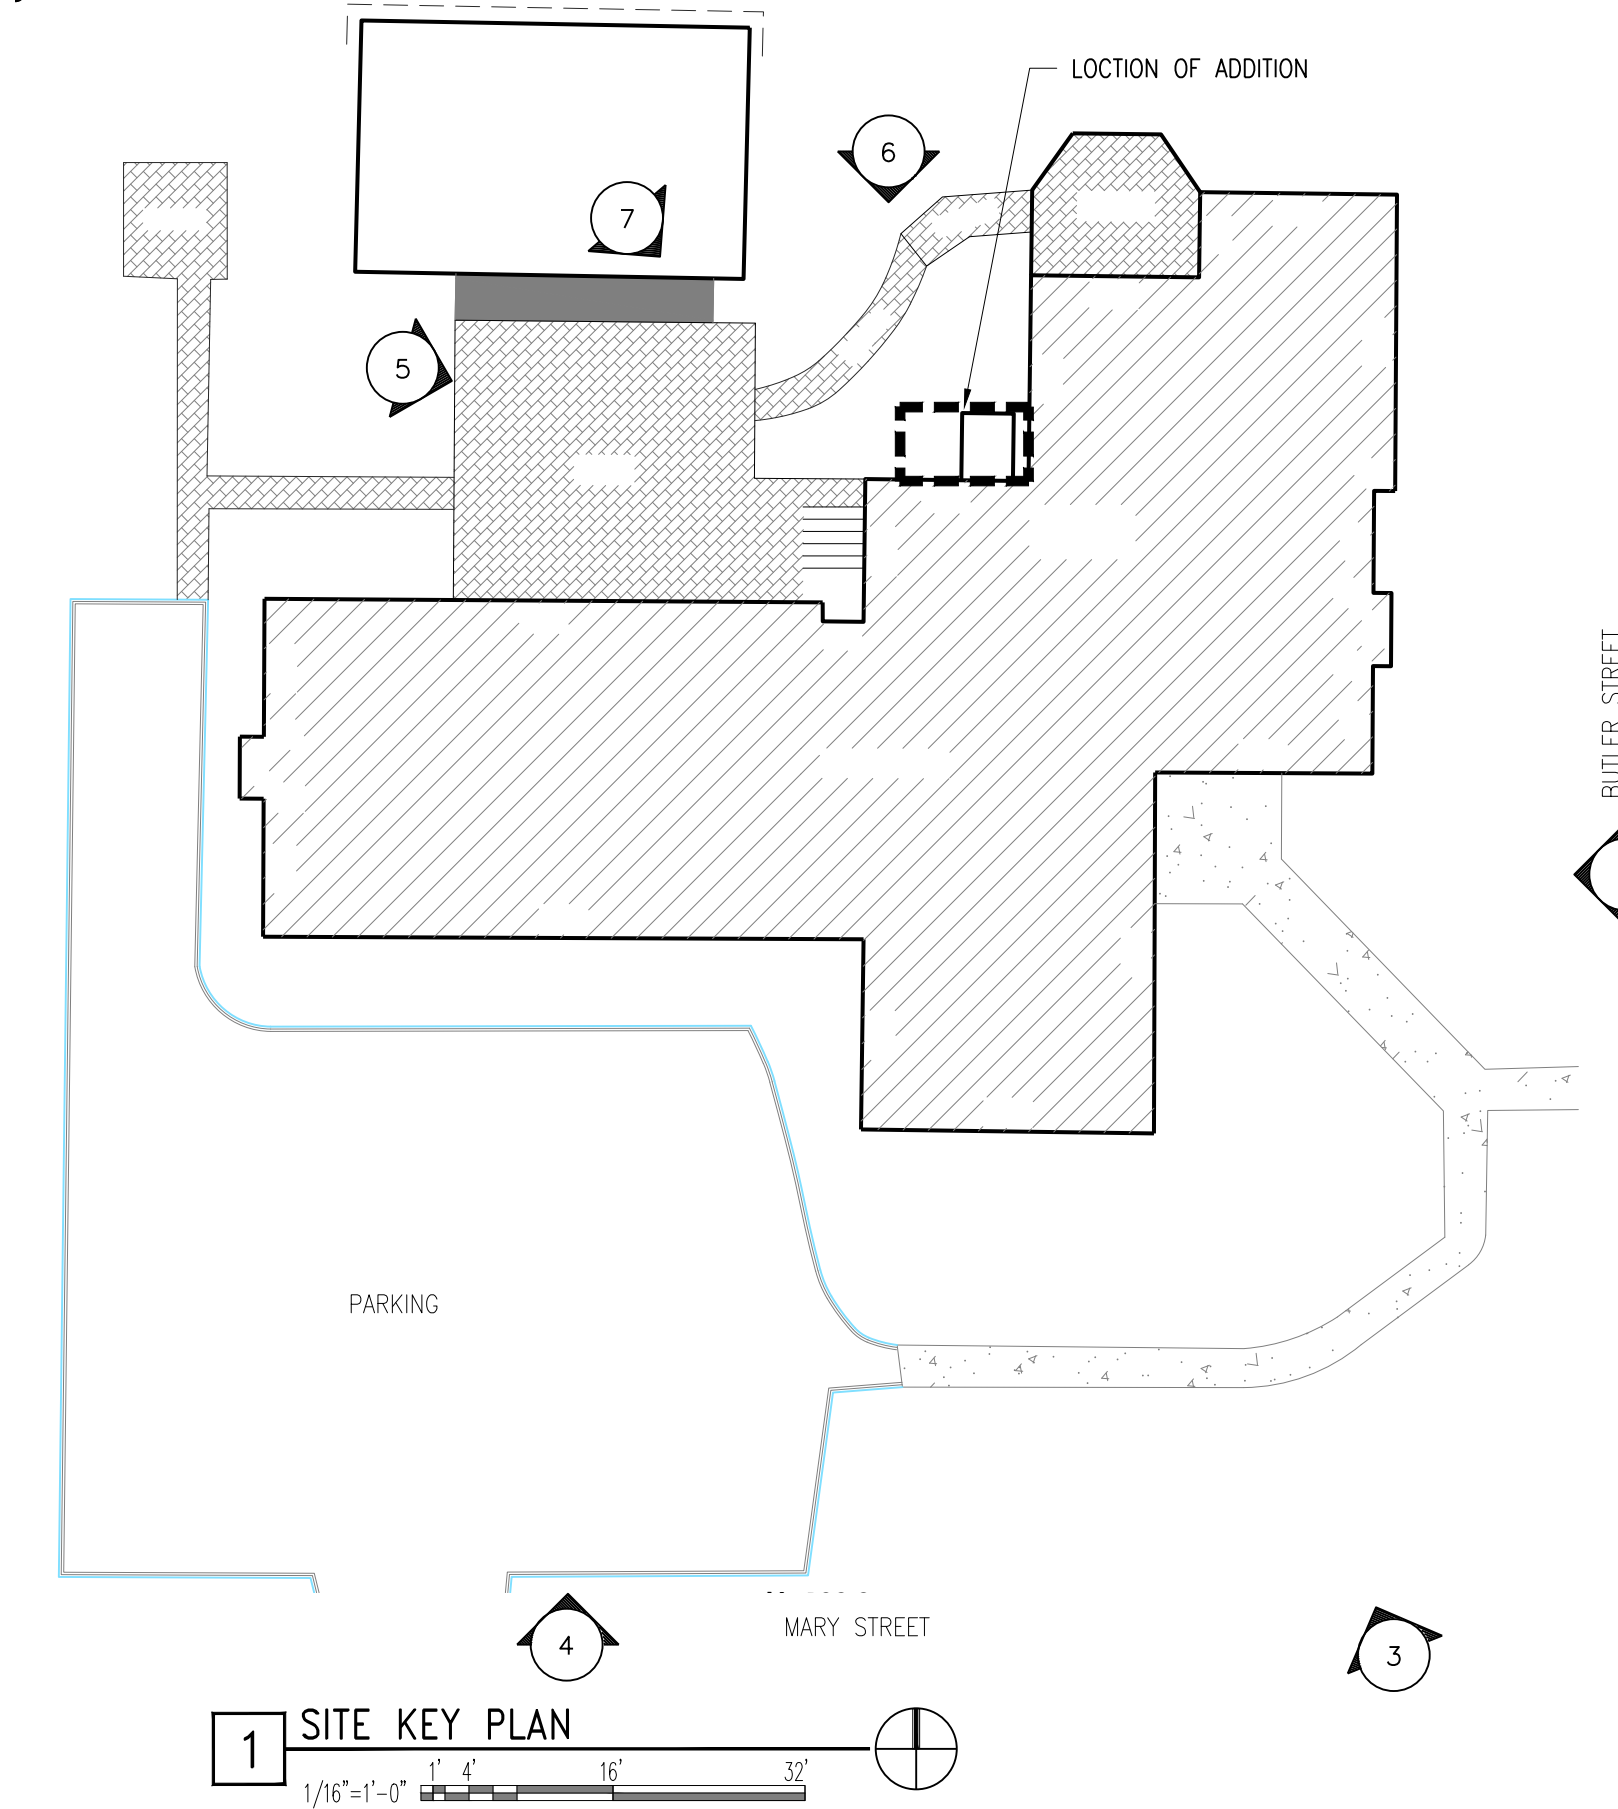 LOCTION OF ADDITION
6
7
5
BUTLER STREET
PARKING
MARY STREET
4
3
1
SITE KEY PLAN
1/16"=1'-0"
1' 4' 16' 32'